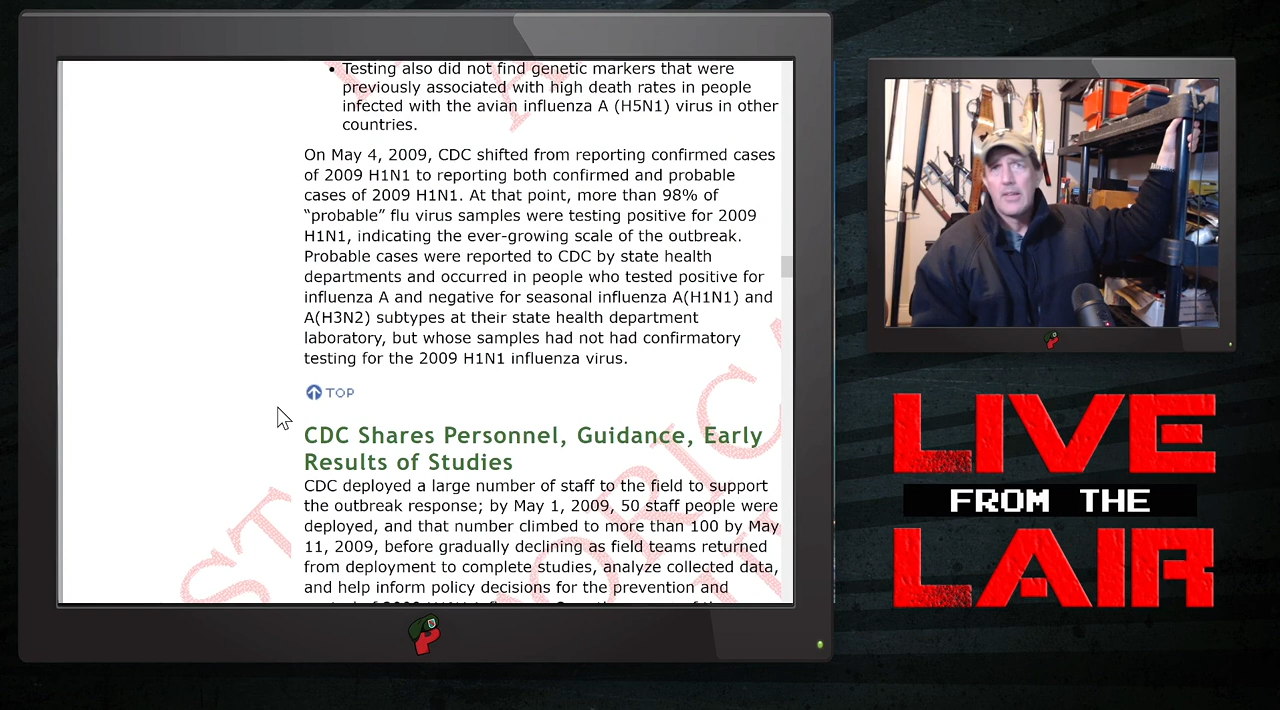 • Testing also did not find genetic markers that were
previously associated with high death rates in people
infected with the avian influenza A (H5N1) virus in other
countries.
On May 4, 2009, CDC shifted from reporting confirmed cases
of 2009 H1N1 to reporting both confirmed and probable
cases of 2009 H1N1. At that point, more than 98% of
“probable” flu virus samples were testing positive for 2009
H1N1, indicating the ever-growing scale of the outbreak.
Probable cases were reported to CDC by state health
departments and occurred in people who tested positive for
influenza A and negative for seasonal influenza A(H1N1) and
A(H3N2) subtypes at their state health department
laboratory, but whose samples had not had confirmatory
testing for the 2009 H1N1 influenza virus.
TOP
CDC Shares Personnel, Guidance, Early
Results of Studies
CDC deployed a large number of staff to the field to support
the outbreak response; by May 1, 2009, 50 staff people were
deployed, and that number climbed to more than 100 by May
11, 2009, before gradually declining as field teams returned
from deployment to complete studies, analyze collected data,
and help inform policy decisions for the prevention and
LIVE
FROM THE
LAIR